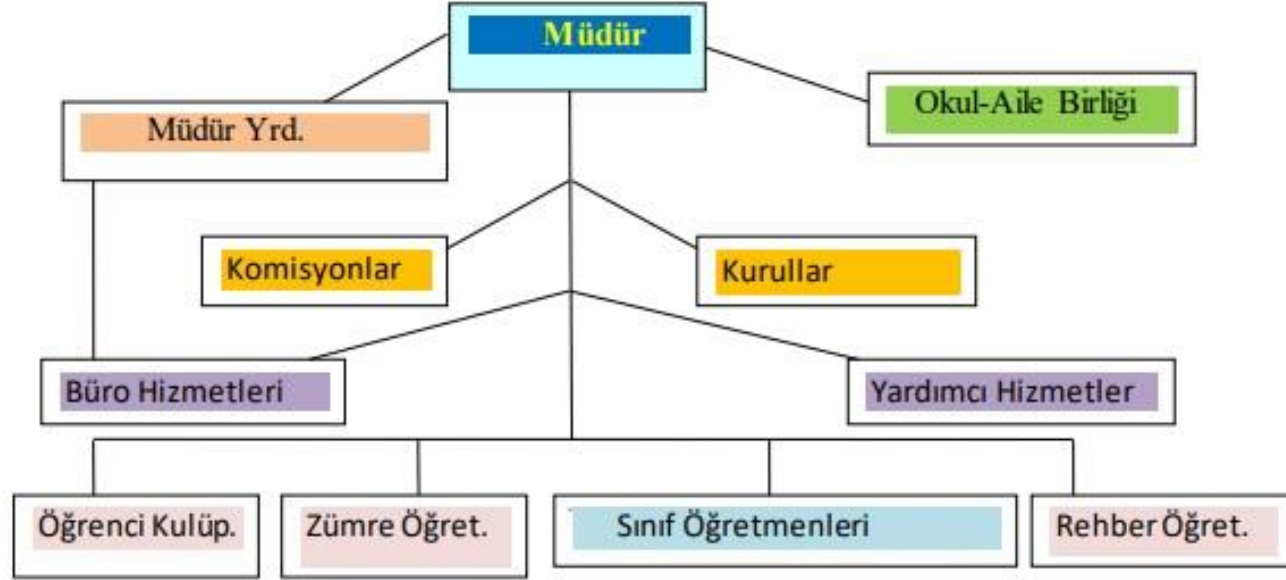 Müdür
Okul-Aile Birliği
Müdür Yrd.
Komisyonlar
Kurullar
Büro Hizmetleri
Yardımcı Hizmetler
Öğrenci Kulüp.
Zümre Öğret.
Sınıf Öğretmenleri
Rehber Öğret.